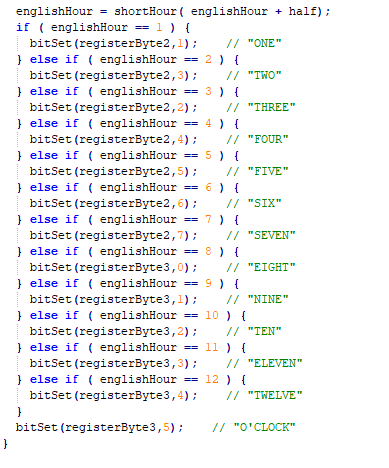 englishHour = shortHour( englishHour + half);
if ( englishHour == 1 ) {
  bitSet(registerByte2,1);    // "ONE"
} else if ( englishHour == 2 ) {
  bitSet(registerByte2,3);    // "TWO"
} else if ( englishHour == 3 ) {
  bitSet(registerByte2,2);    // "THREE"
} else if ( englishHour == 4 ) {
  bitSet(registerByte2,4);    // "FOUR"
} else if ( englishHour == 5 ) {
  bitSet(registerByte2,5);    // "FIVE"
} else if ( englishHour == 6 ) {
  bitSet(registerByte2,6);    // "SIX"
} else if ( englishHour == 7 ) {
  bitSet(registerByte2,7);    // "SEVEN"
} else if ( englishHour == 8 ) {
  bitSet(registerByte3,0);    // "EIGHT"
} else if ( englishHour == 9 ) {
  bitSet(registerByte3,1);    // "NINE"
} else if ( englishHour == 10 ) {
  bitSet(registerByte3,2);    // "TEN"
} else if ( englishHour == 11 ) {
  bitSet(registerByte3,3);    // "ELEVEN"
} else if ( englishHour == 12 ) {
  bitSet(registerByte3,4);    // "TWELVE"
}
bitSet(registerByte3,5);    // "O'CLOCK"
}